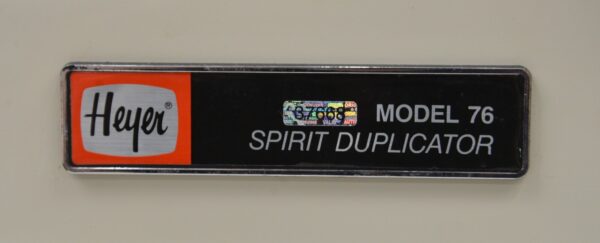 Heyer®
MODEL 76
SPIRIT DUPLICATOR